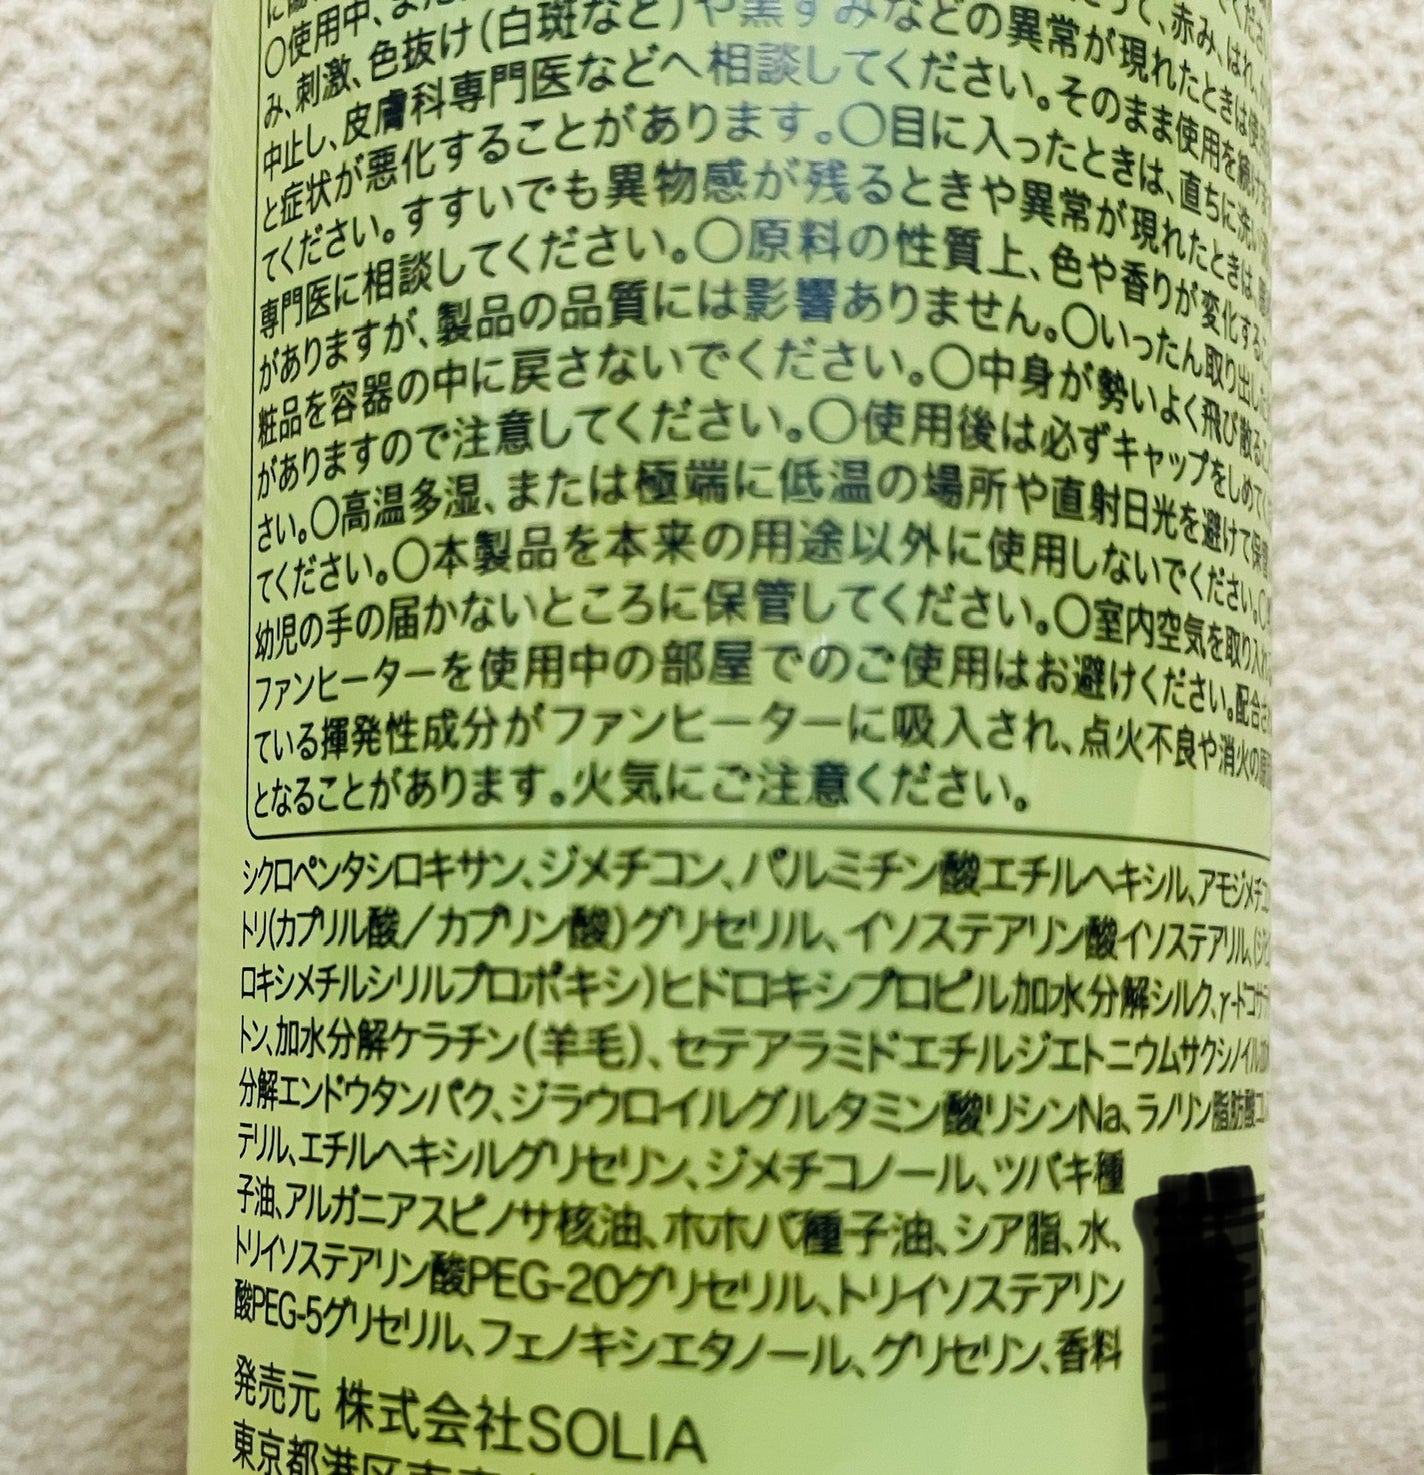 ○使用中、また
み、刺激、色抜け(白斑など)や黒ずみなどの異常が現れたときは使用
中止し、皮膚科専門医などへ相談してください。そのまま使用を続ける
と症状が悪化することがあります。○目に入ったときは、直ちに洗い
てください。すすいでも異物感が残るときや異常が現れたときは、
専門医に相談してください。○原料の性質上、色や香りが変化する
がありますが、製品の品質には影響ありません。○いったん取り出した
粧品を容器の中に戻さないでください。○中身が勢いよく飛び散る
がありますので注意してください。○使用後は必ずキャップをしめて
さい。○高温多湿、または極端に低温の場所や直射日光を避けて保管
てください。○本製品を本来の用途以外に使用しないでください。○
幼児の手の届かないところに保管してください。○室内空気を取り入れ
ファンヒーターを使用中の部屋でのご使用はお避けください。配合さ
ている揮発性成分がファンヒーターに吸入され、点火不良や消火の原因
となることがあります。火気にご注意ください。
シクロペンタシロキサン、ジメチコン、パルミチン酸エチルヘキシル、アモジメチコ
トリ(カプリル酸/カプリン酸)グリセリル、イソステアリン酸イソステアリル、(ジヒ
ロキシメチルシリルプロポキシ)ヒドロキシプロピル加水分解シルク、γ-ドコサ
トン、加水分解ケラチン(羊毛)、セテアラミドエチルジエトニウムサクシノイル加水
分解エンドウタンパク、ジラウロイルグルタミン酸リシンNa、ラノリン脂肪酸コレ
テリル、エチルヘキシルグリセリン、ジメチコノール、ツバキ種
子油、アルガニアスピノサ核油、ホホバ種子油、シア脂、水、
トリイソステアリン酸PEG-20グリセリル、トリイソステアリン
酸PEG-5グリセリル、フェノキシエタノール、グリセリン、香料
発売元 株式会社SOLIA
東京都港区